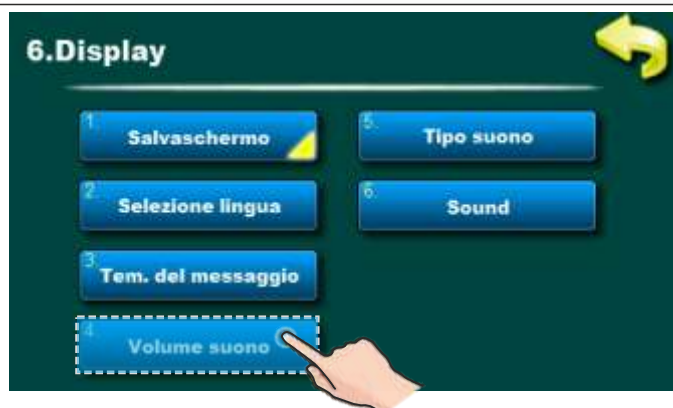 6.Display
1. Salvaschermo
2. Selezione lingua
3. Tem. del messaggio
4. Volume suono
5. Tipo suono
6. Sound